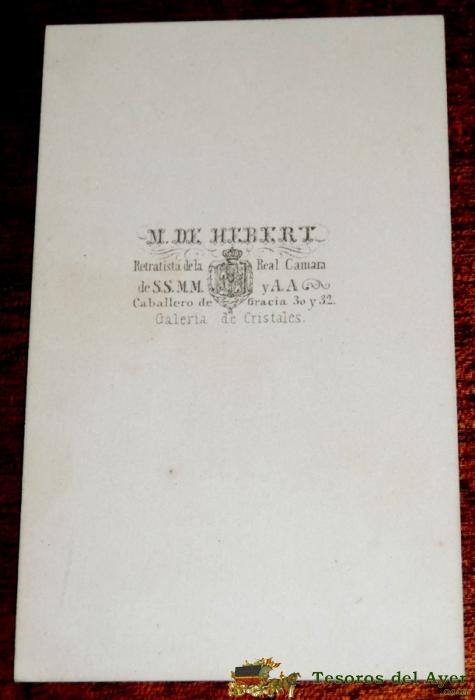 M. DE HEBERT
Retratista de la Real Camara
de S.S.M.M. y A.A
Caballero de Gracia 30 y 32.
Galeria de Cristales.
Tesoros del Ayer